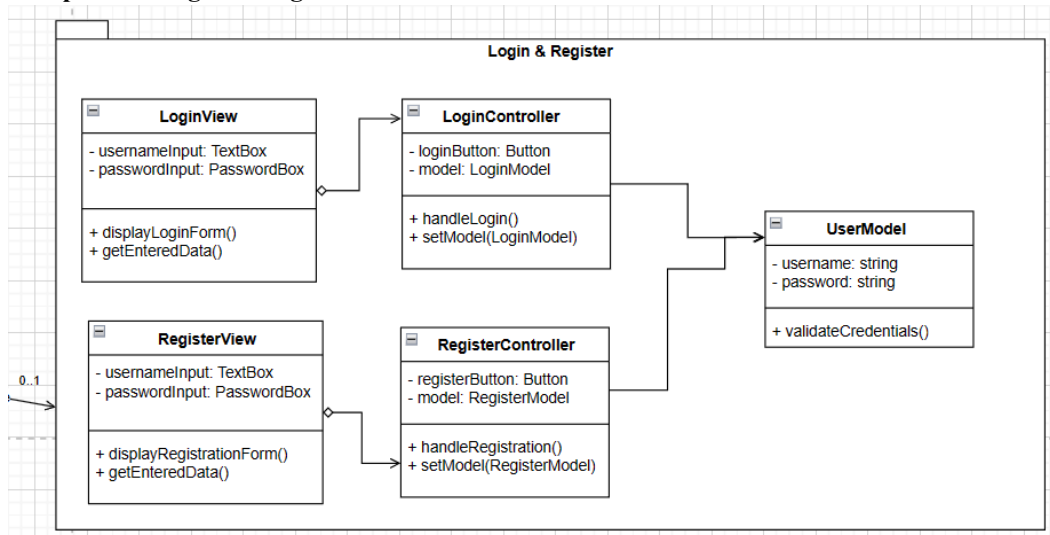 Login & Register
LoginView
- usernameInput: TextBox
- passwordInput: PasswordBox
+ displayLoginForm()
+ getEnteredData()
LoginController
- loginButton: Button
- model: LoginModel
+ handleLogin()
+ setModel(LoginModel)
UserModel
- username: string
- password: string
+ validateCredentials()
RegisterView
- usernameInput: TextBox
- passwordInput: PasswordBox
+ displayRegistrationForm()
+ getEnteredData()
RegisterController
- registerButton: Button
- model: RegisterModel
+ handleRegistration()
+ setModel(RegisterModel)
0..1